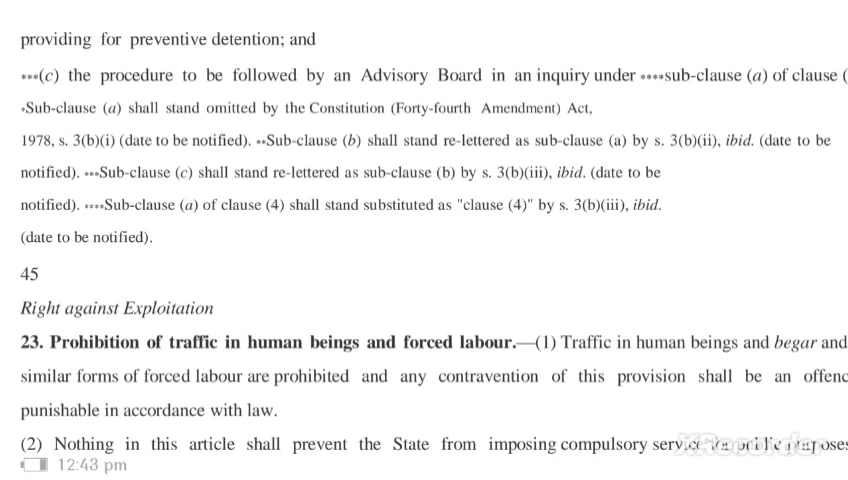 providing for preventive detention; and
***(c) the procedure to be followed by an Advisory Board in an inquiry under ****sub-clause (a) of clause (
*Sub-clause (a) shall stand omitted by the Constitution (Forty-fourth Amendment) Act,
1978, s. 3(b)(i) (date to be notified). **Sub-clause (b) shall stand re-lettered as sub-clause (a) by s. 3(b)(ii), ibid. (date to be
notified). ***Sub-clause (c) shall stand re-lettered as sub-clause (b) by s. 3(b)(iii), ibid. (date to be
notified). ****Sub-clause (a) of clause (4) shall stand substituted as "clause (4)" by s. 3(b)(iii), ibid.
(date to be notified).
45
Right against Exploitation
23. Prohibition of traffic in human beings and forced labour.—(1) Traffic in human beings and begar and
similar forms of forced labour are prohibited and any contravention of this provision shall be an offenc
punishable in accordance with law.
(2) Nothing in this article shall prevent the State from imposing compulsory service for public purposes
XRecorder
12:43 pm